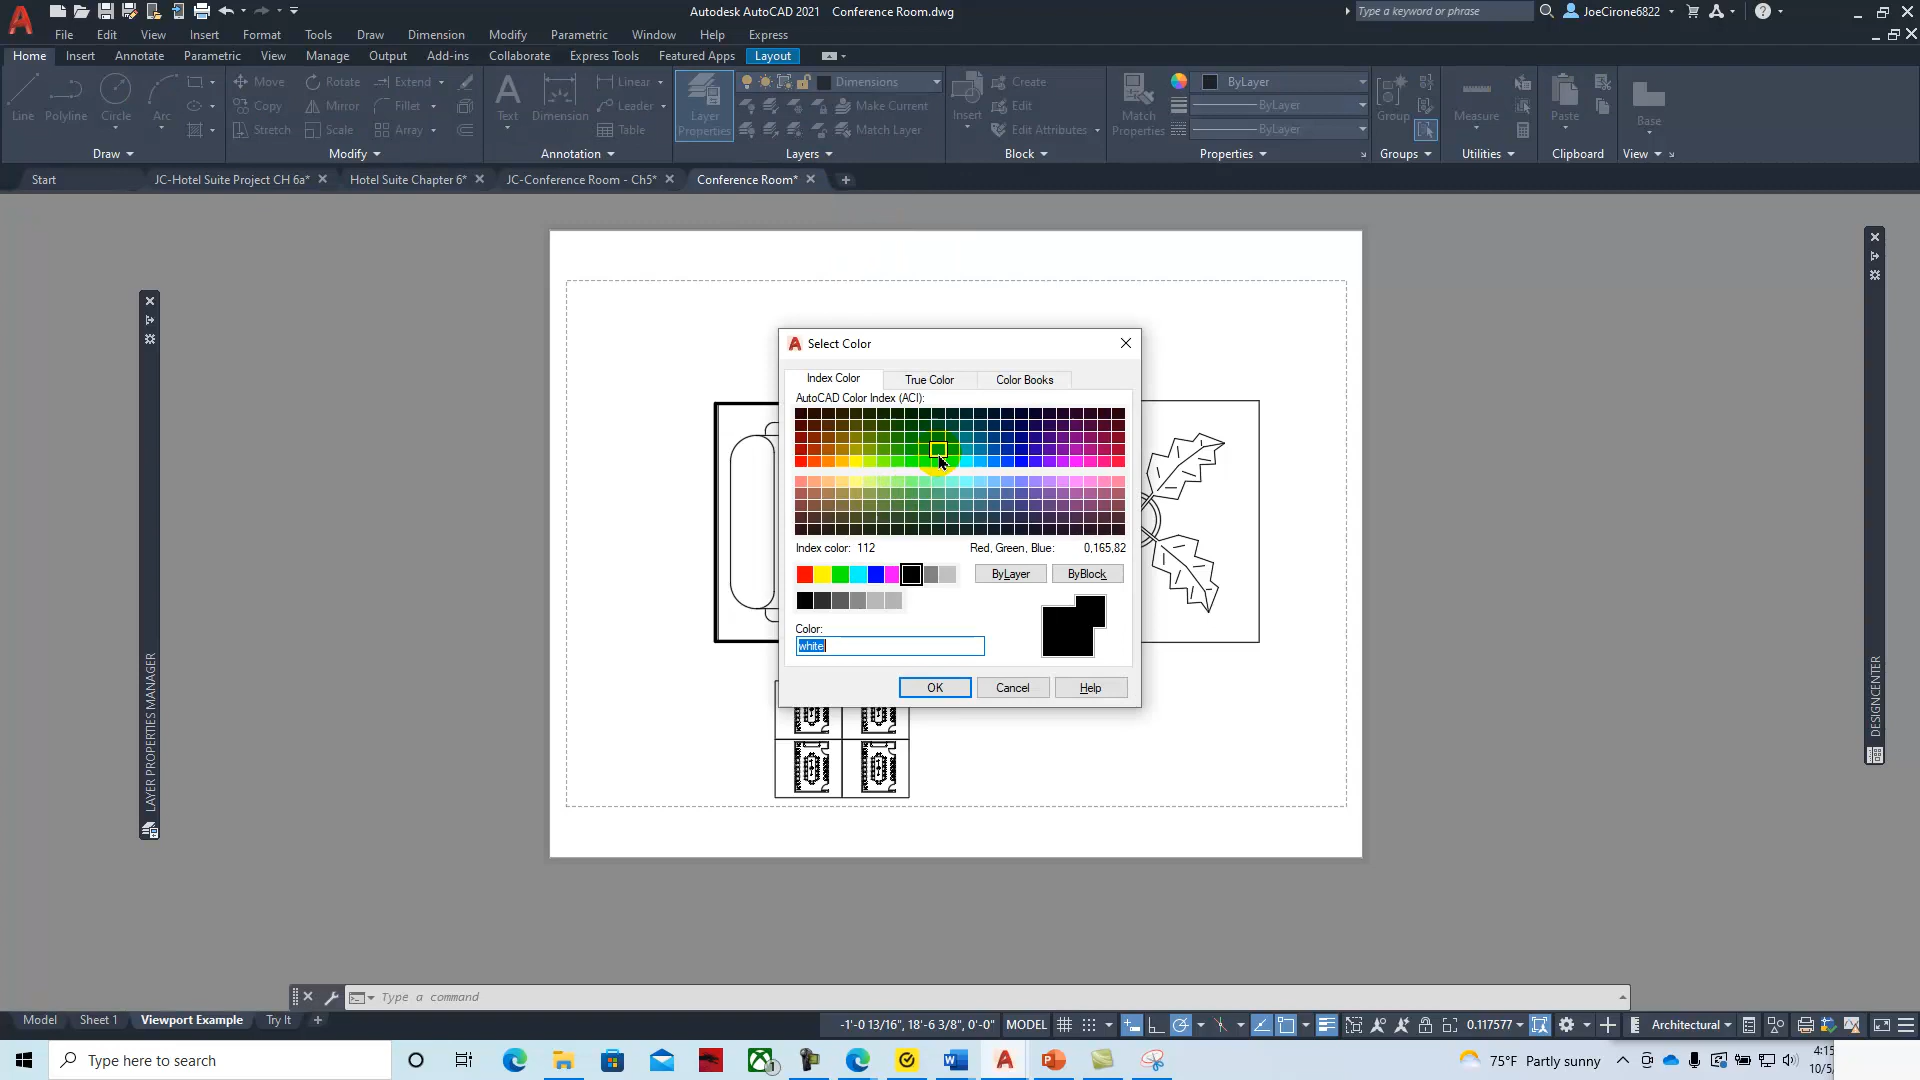 Autodesk AutoCAD 2021 Conference Room.dwg
Type a keyword or phrase
JoeCirone6822
File Edit View Insert Format Tools Draw Dimension Modify Parametric Window Help Express
Home Insert Annotate Parametric View Manage Output Add-ins Collaborate Express Tools Featured Apps Layout
Line Polyline Circle Arc
Move Rotate Extend
Copy Mirror Fillet
Stretch Scale Array
Text Dimension
Linear
Leader
Table
Layer Properties
Dimensions
Make Current
Match Layer
Insert
Create
Edit
Edit Attributes
Match Properties
ByLayer
ByLayer
ByLayer
Group
Measure
Paste
Base
Draw Modify Annotation Layers Block Properties Groups Utilities Clipboard View
Start JC-Hotel Suite Project CH 6a* Hotel Suite Chapter 6* JC-Conference Room - Ch5* Conference Room*
LAYER PROPERTIES MANAGER
DESIGNCENTER
Select Color
Index Color True Color Color Books
AutoCAD Color Index (ACI):
Index color: 112 Red, Green, Blue: 0,165,82
ByLayer ByBlock
Color:
white
OK Cancel Help
Type a command
Model Sheet 1 Viewport Example Try It
-1'-0 13/16", 18'-6 3/8", 0'-0" MODEL 0.117577 Architectural
Type here to search
75°F Partly sunny
4:15
10/5